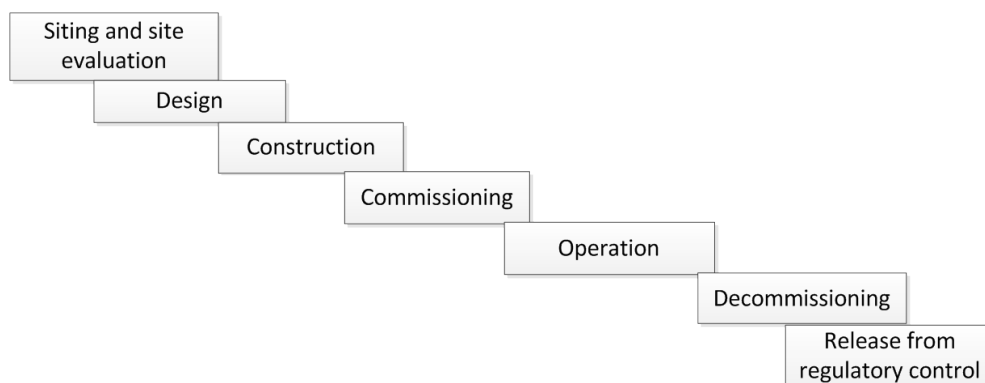 Siting and site
evaluation
Design
Construction
Commissioning
Operation
Decommissioning
Release from
regulatory control